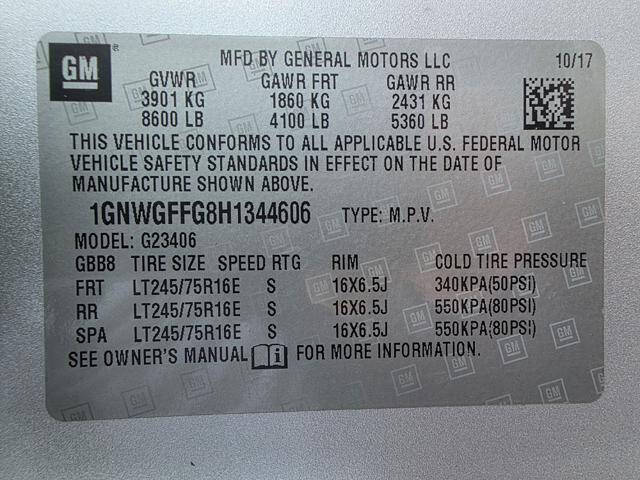 GM
MFD BY GENERAL MOTORS LLC 10/17
GVWR GAWR FRT GAWR RR
3901 KG 1860 KG 2431 KG
8600 LB 4100 LB 5360 LB
THIS VEHICLE CONFORMS TO ALL APPLICABLE U.S. FEDERAL MOTOR
VEHICLE SAFETY STANDARDS IN EFFECT ON THE DATE OF
MANUFACTURE SHOWN ABOVE.
1GNWGFFG8H1344606 TYPE: M.P.V.
MODEL: G23406
GBB8 TIRE SIZE SPEED RTG RIM COLD TIRE PRESSURE
FRT LT245/75R16E S 16X6.5J 340KPA(50PSI)
RR LT245/75R16E S 16X6.5J 550KPA(80PSI)
SPA LT245/75R16E S 16X6.5J 550KPA(80PSI)
SEE OWNER'S MANUAL FOR MORE INFORMATION.